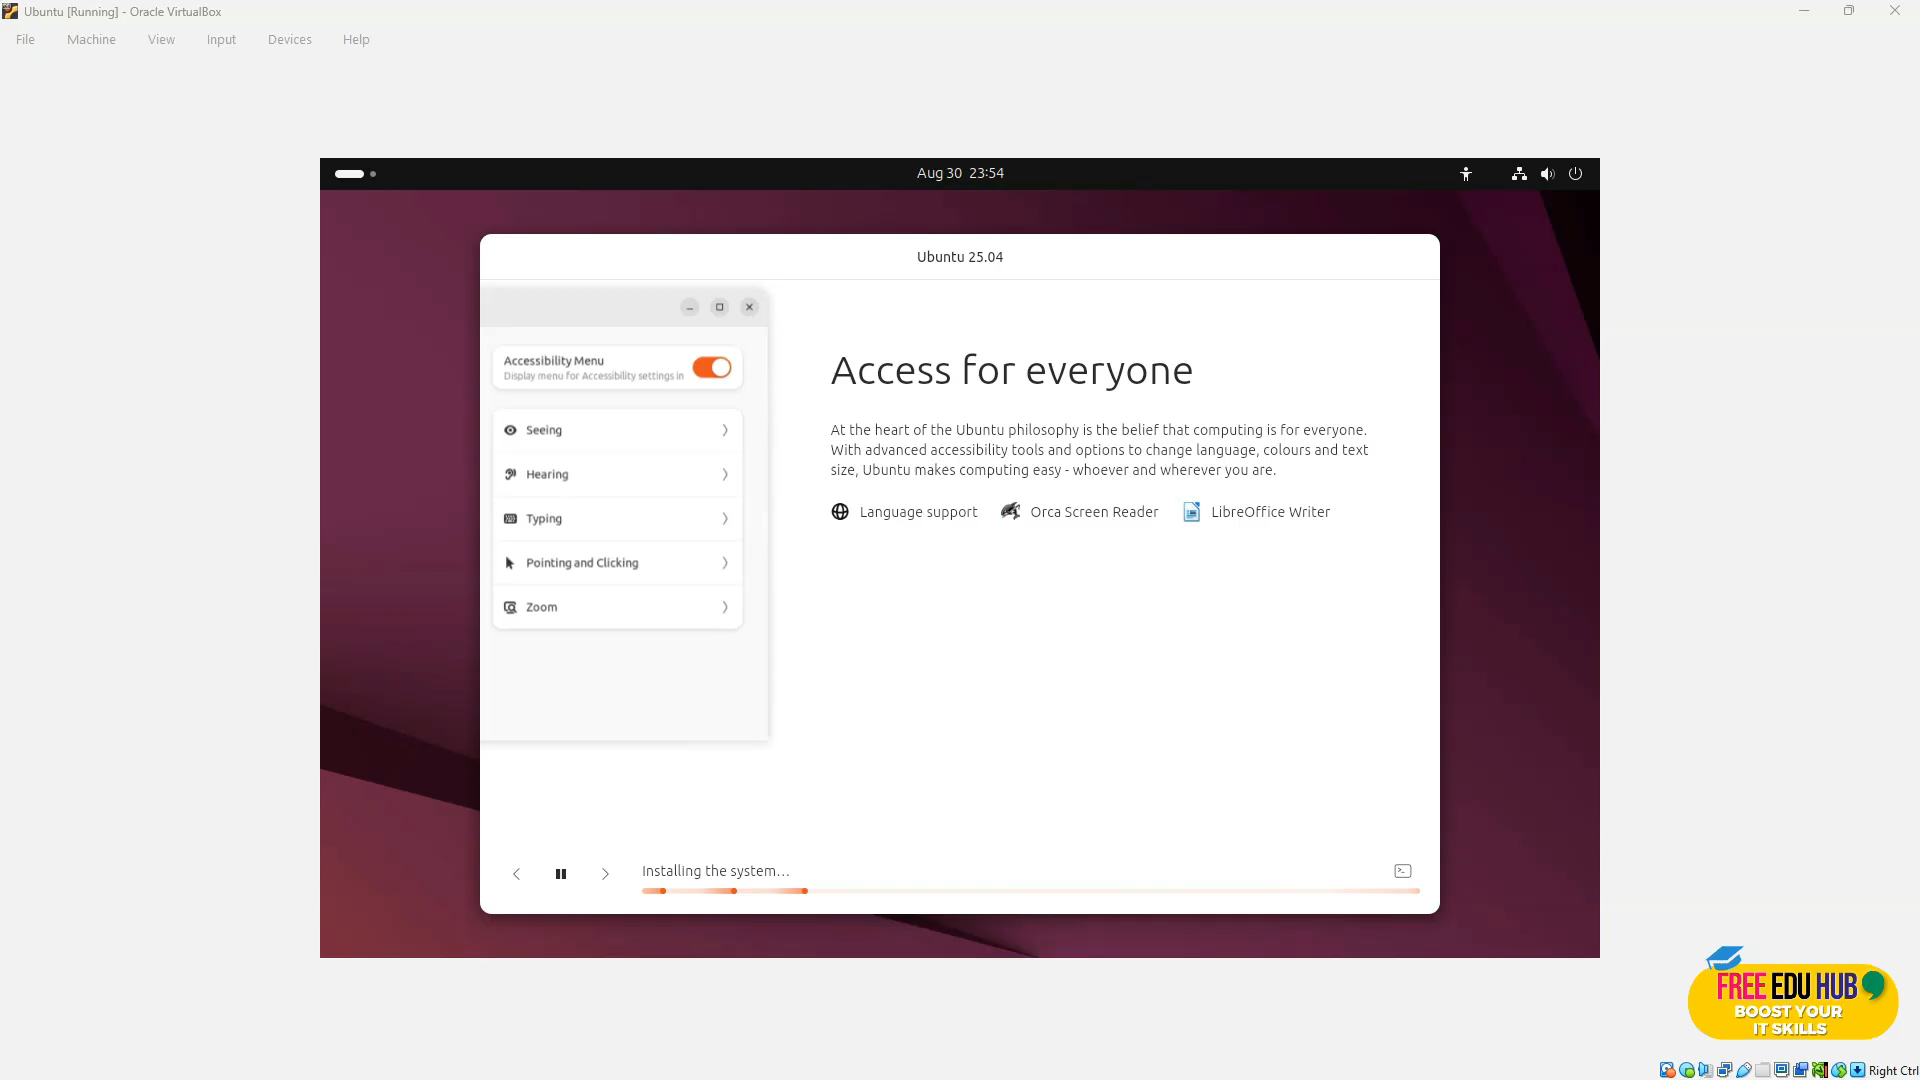 Ubuntu [Running] - Oracle VirtualBox
File Machine View Input Devices Help
Aug 30 23:54
Ubuntu 25.04
Accessibility Menu
Display menu for Accessibility settings in
Seeing
Hearing
Typing
Pointing and Clicking
Zoom
Access for everyone
At the heart of the Ubuntu philosophy is the belief that computing is for everyone.
With advanced accessibility tools and options to change language, colours and text
size, Ubuntu makes computing easy - whoever and wherever you are.
Language support Orca Screen Reader LibreOffice Writer
Installing the system...
FREE EDU HUB
BOOST YOUR
IT SKILLS
Right Ctrl